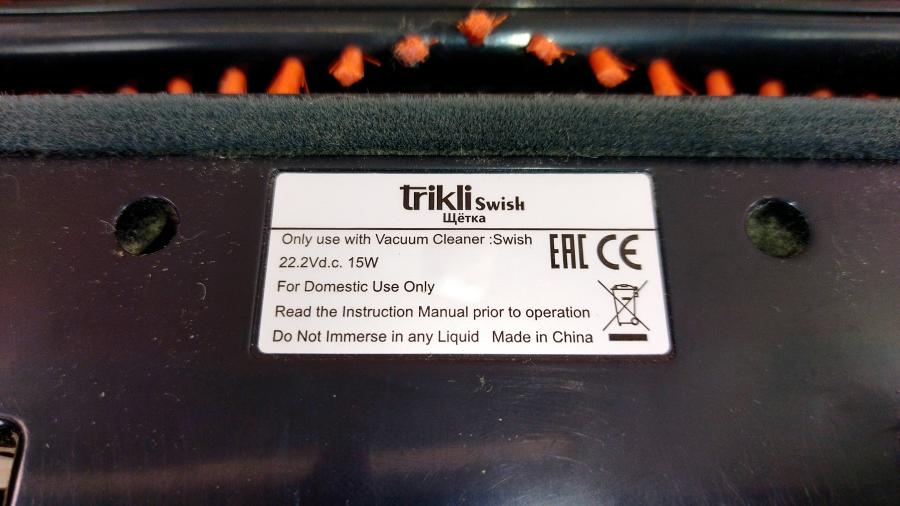 trikli Swish
Щётка
Only use with Vacuum Cleaner :Swish
EAC CE
22.2Vd.c. 15W
For Domestic Use Only
Read the Instruction Manual prior to operation
Do Not Immerse in any Liquid Made in China